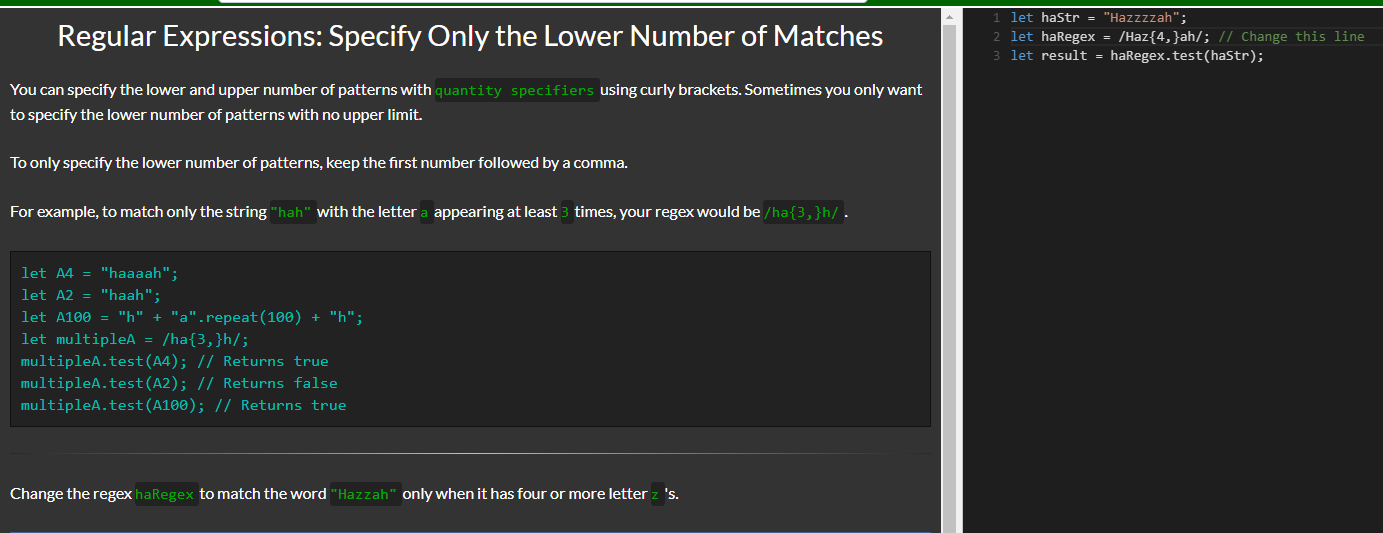 Regular Expressions: Specify Only the Lower Number of Matches
You can specify the lower and upper number of patterns with quantity specifiers using curly brackets. Sometimes you only want
to specify the lower number of patterns with no upper limit.
To only specify the lower number of patterns, keep the first number followed by a comma.
For example, to match only the string "hah" with the letter a appearing at least 3 times, your regex would be /ha{3,}h/ .
let A4 = "haaaah";
let A2 = "haah";
let A100 = "h" + "a".repeat(100) + "h";
let multipleA = /ha{3,}h/;
multipleA.test(A4); // Returns true
multipleA.test(A2); // Returns false
multipleA.test(A100); // Returns true
Change the regex haRegex to match the word "Hazzah" only when it has four or more letter z 's.
1 let haStr = "Hazzzzah";
2 let haRegex = /Haz{4,}ah/; // Change this line
3 let result = haRegex.test(haStr);